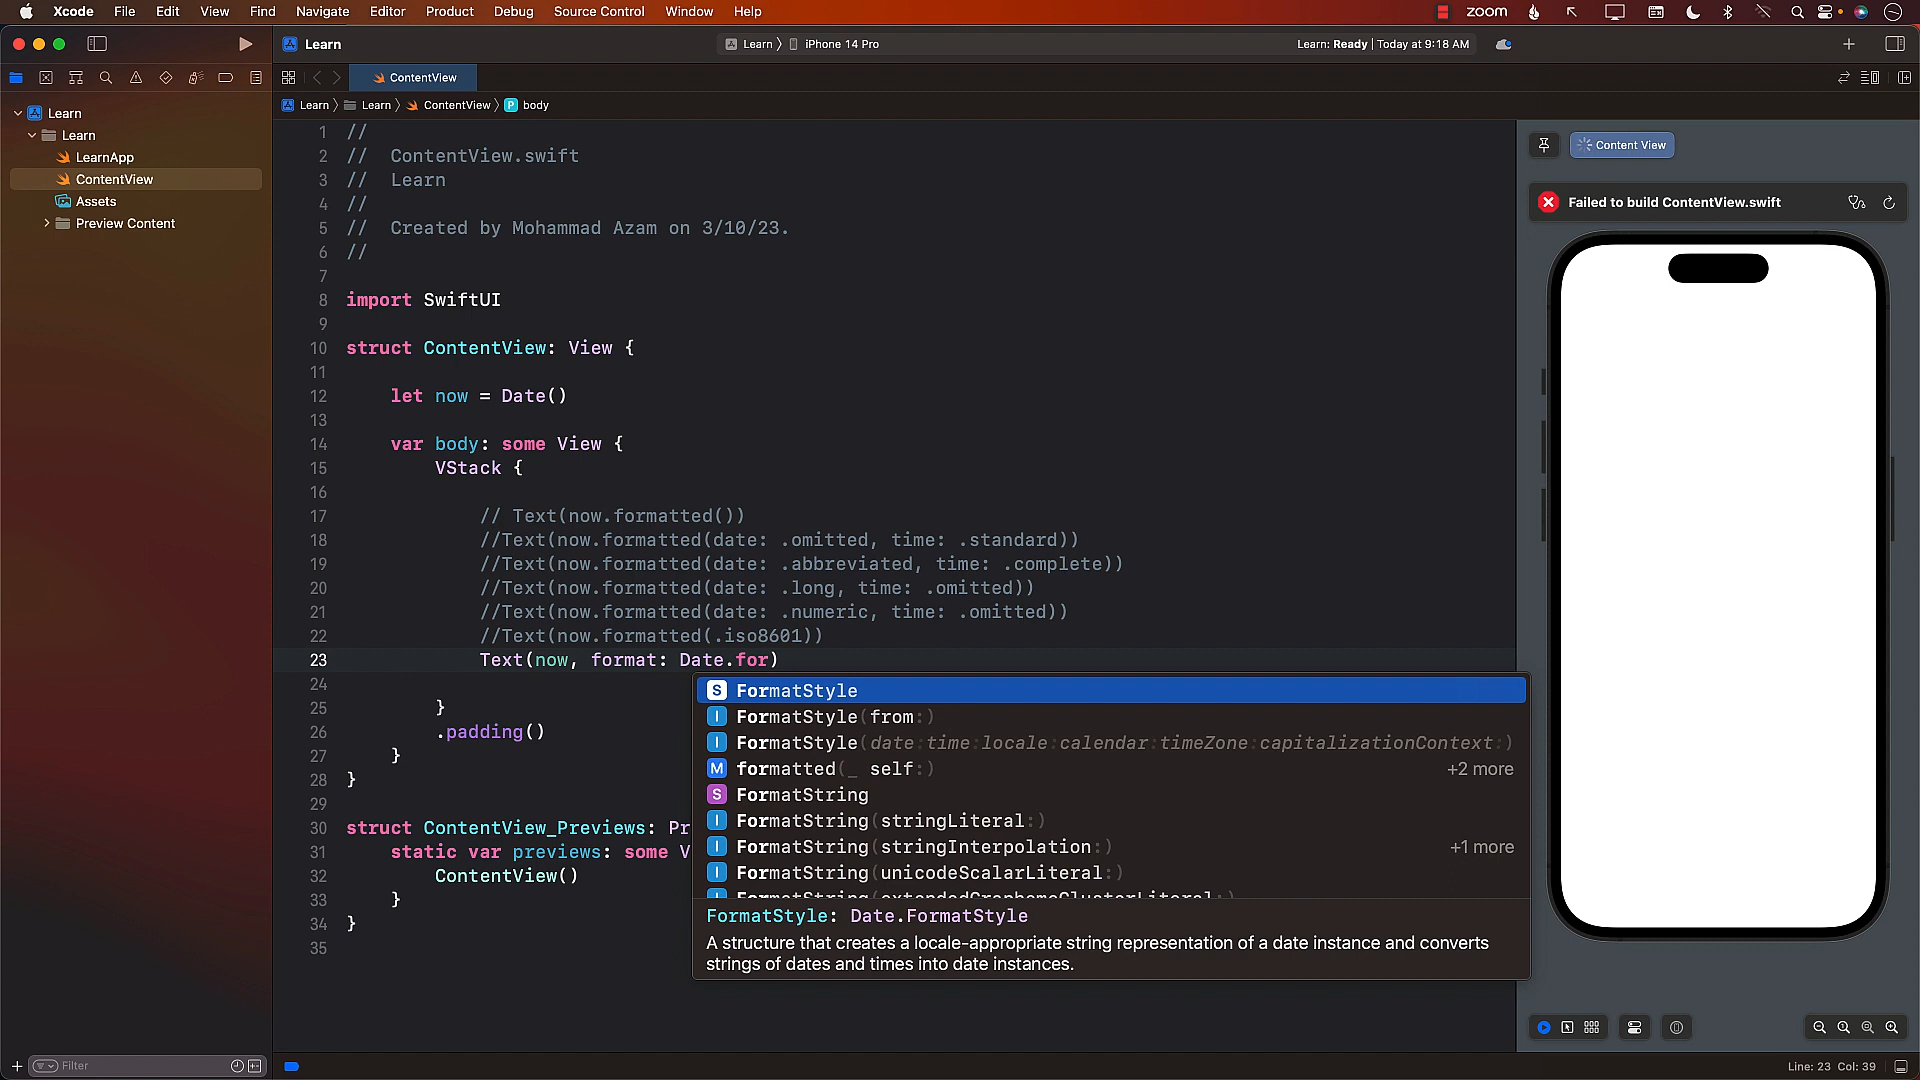 Xcode File Edit View Find Navigate Editor Product Debug Source Control Window Help zoom
Learn
Learn iPhone 14 Pro
Learn: Ready | Today at 9:18 AM
ContentView
Learn Learn ContentView P body
Learn
Learn
LearnApp
ContentView
Assets
Preview Content
1 //
2 // ContentView.swift
3 // Learn
4 //
5 // Created by Mohammad Azam on 3/10/23.
6 //
7
8 import SwiftUI
9
10 struct ContentView: View {
11
12 let now = Date()
13
14 var body: some View {
15 VStack {
16
17 // Text(now.formatted())
18 //Text(now.formatted(date: .omitted, time: .standard))
19 //Text(now.formatted(date: .abbreviated, time: .complete))
20 //Text(now.formatted(date: .long, time: .omitted))
21 //Text(now.formatted(date: .numeric, time: .omitted))
22 //Text(now.formatted(.iso8601))
23 Text(now, format: Date.for)
24
25 }
26 .padding()
27 }
28 }
29
30 struct ContentView_Previews: Pr
31 static var previews: some V
32 ContentView()
33 }
34 }
35
S FormatStyle
I FormatStyle(from:)
I FormatStyle(date:time:locale:calendar:timeZone:capitalizationContext:)
M formatted(_ self:) +2 more
S FormatString
I FormatString(stringLiteral:)
I FormatString(stringInterpolation:) +1 more
I FormatString(unicodeScalarLiteral:)
I FormatString(extendedGraphemeClusterLiteral:)
FormatStyle: Date.FormatStyle
A structure that creates a locale-appropriate string representation of a date instance and converts
strings of dates and times into date instances.
Content View
Failed to build ContentView.swift
Filter
Line: 23 Col: 39